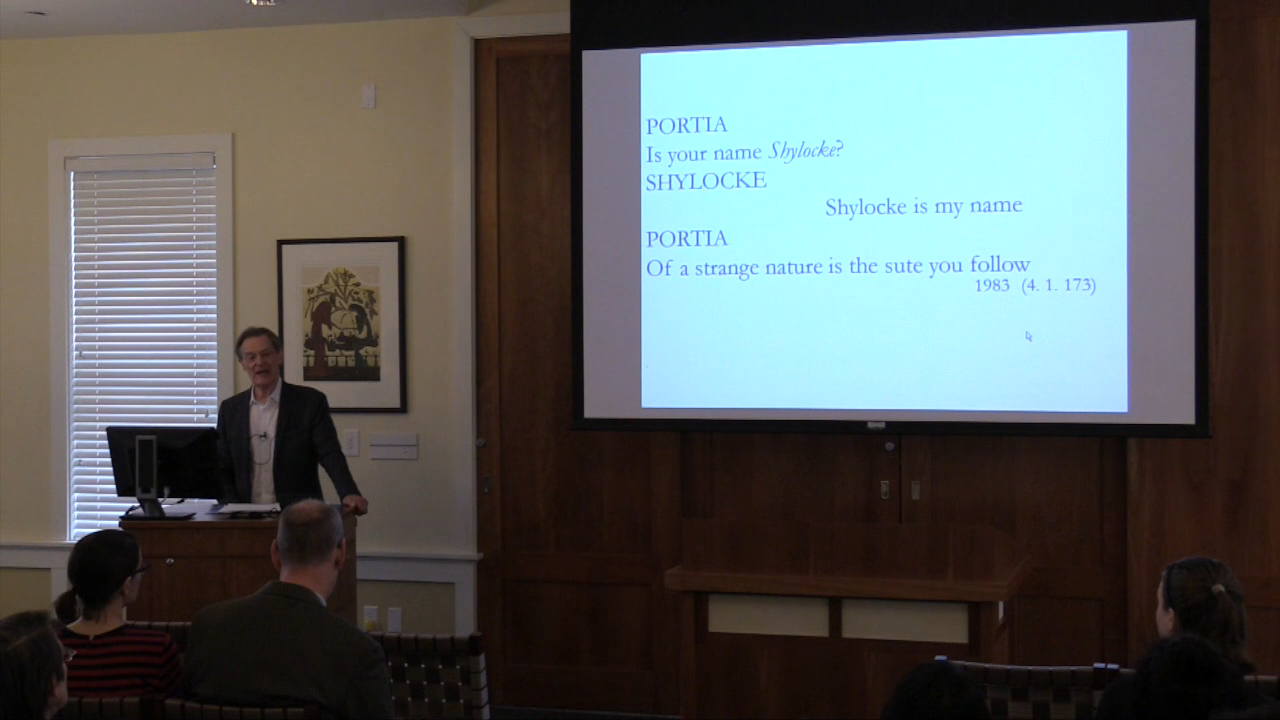 PORTIA
Is your name Shylocke?
SHYLOCKE
Shylocke is my name
PORTIA
Of a strange nature is the sute you follow
1983 (4. 1. 173)